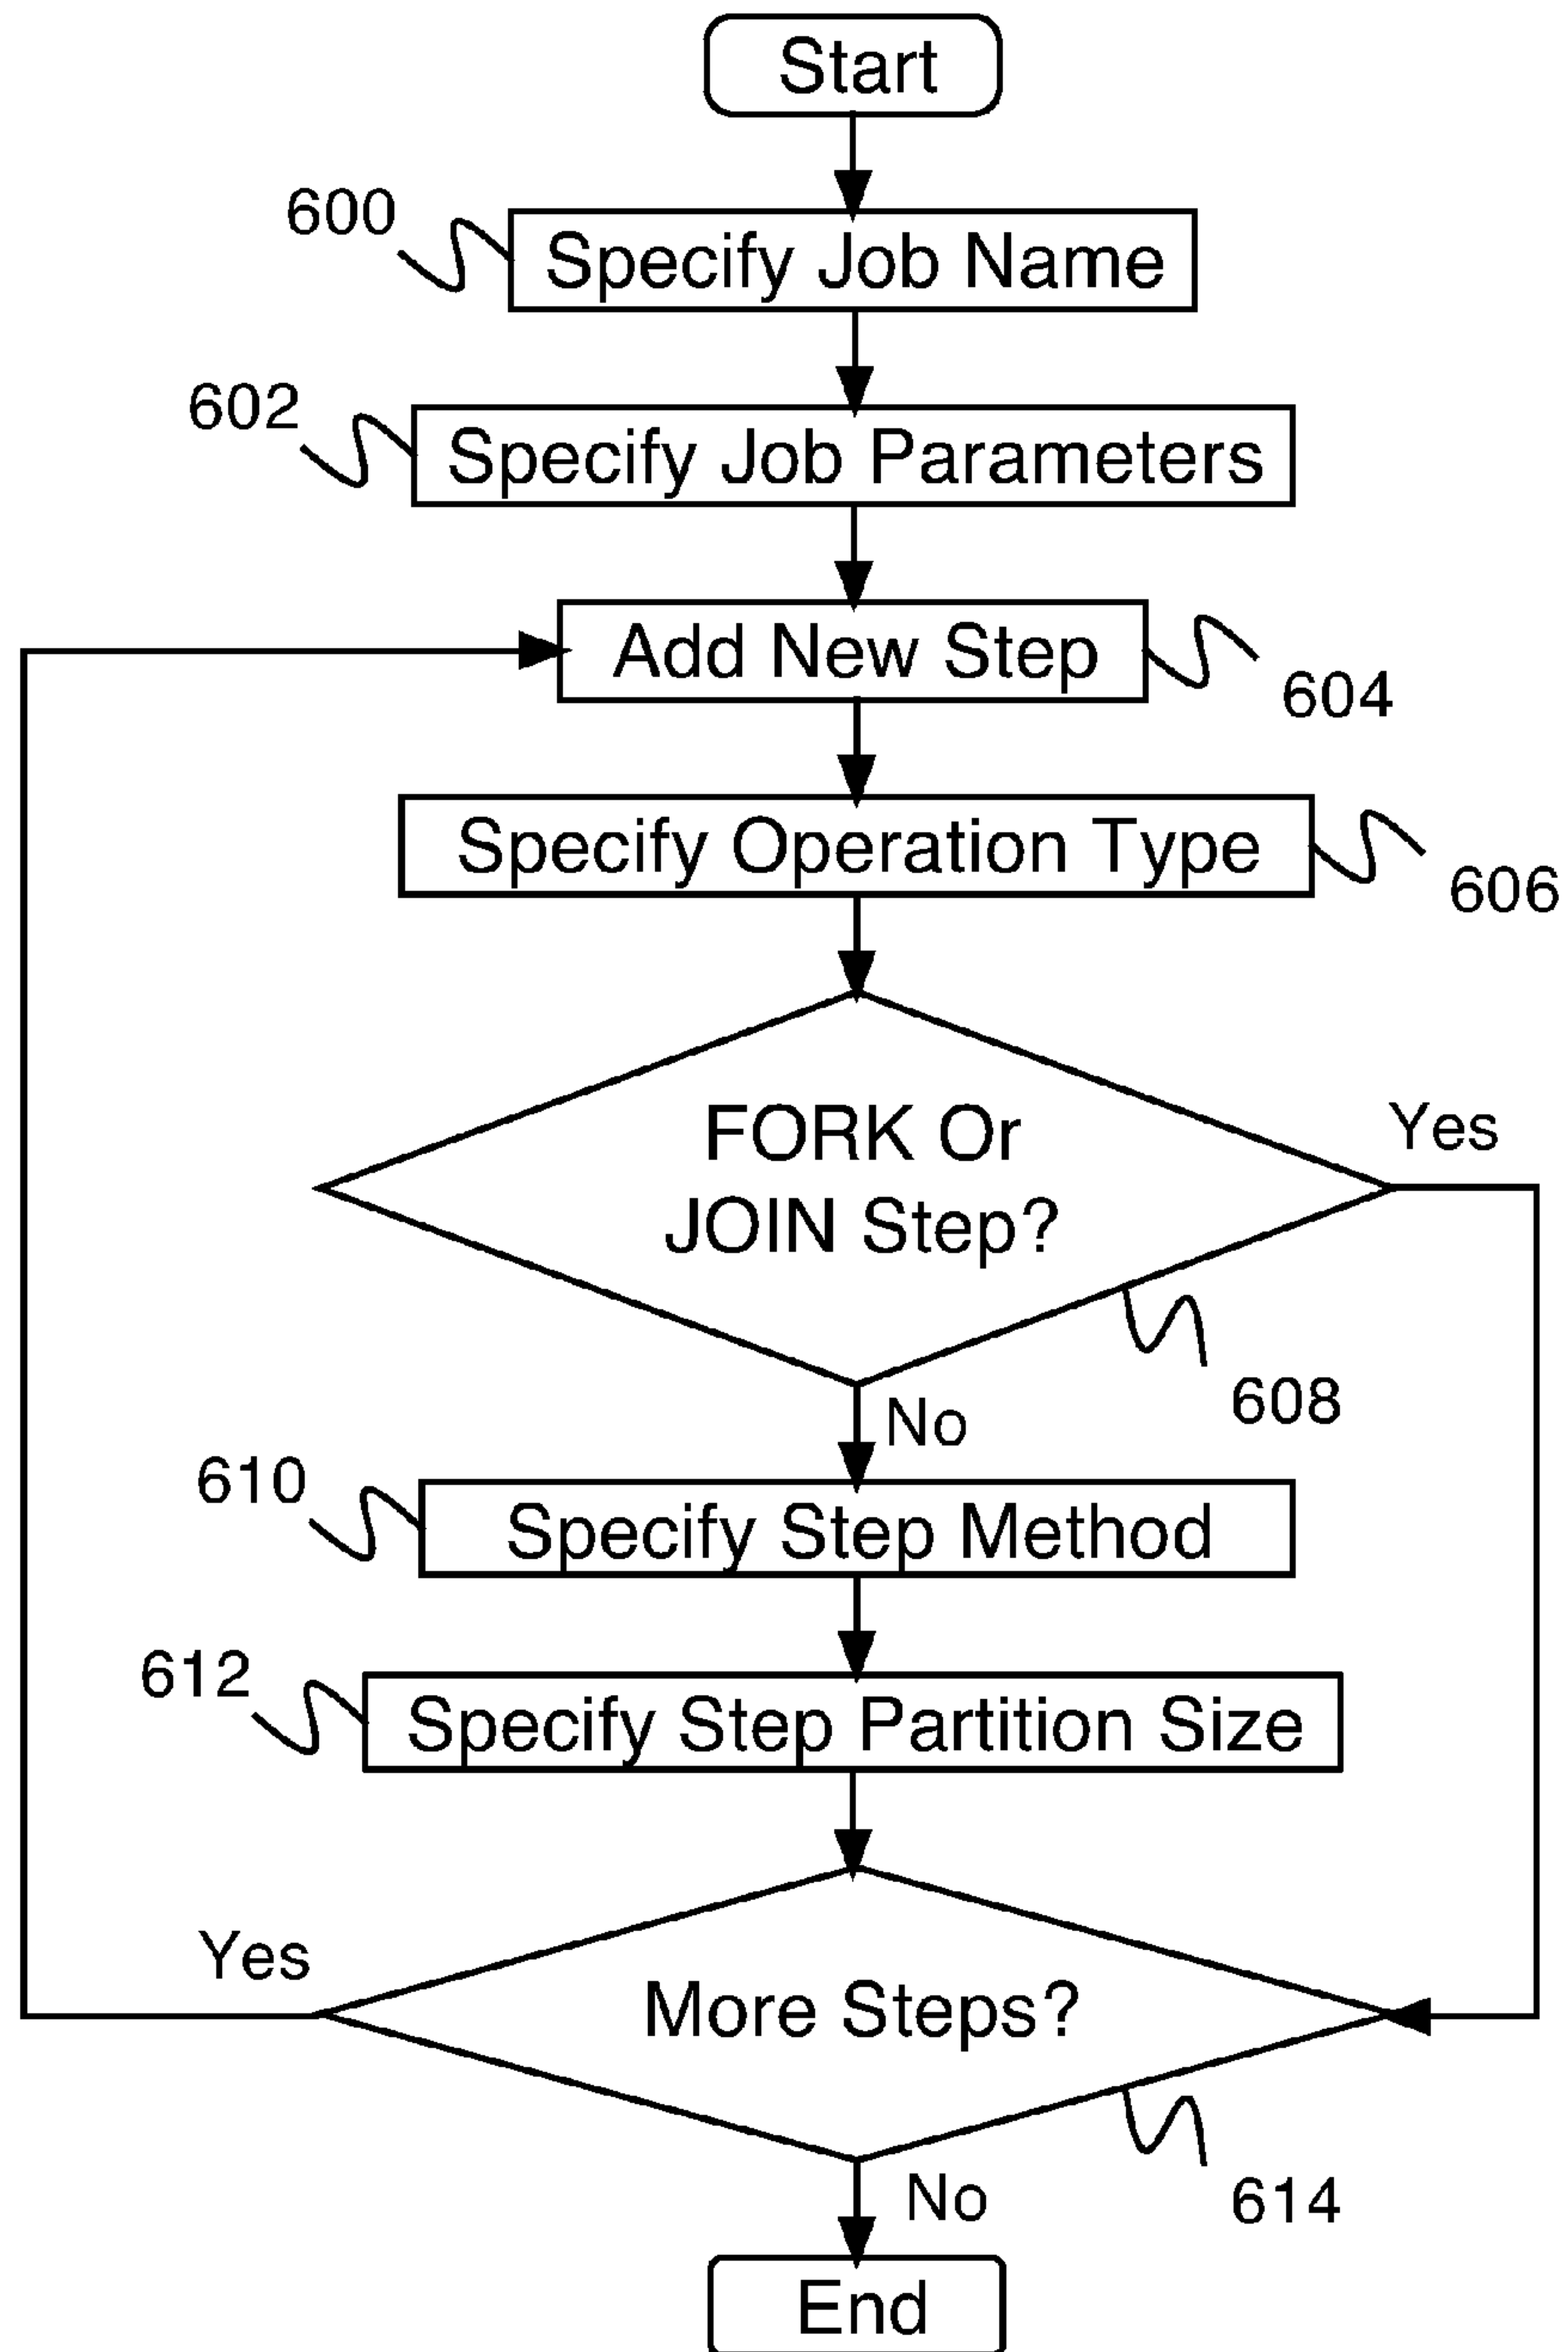 Start
600
Specify Job Name
602
Specify Job Parameters
Add New Step
604
Specify Operation Type
606
FORK Or
JOIN Step?
Yes
608
No
610
Specify Step Method
612
Specify Step Partition Size
Yes
More Steps?
614
No
End